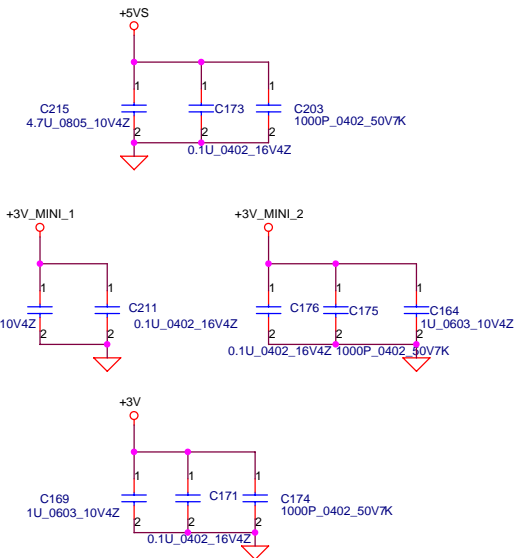 +5VS
1
1
1
C215
C173
C203
4.7U_0805_10V4Z
1000P_0402_50V7K
2
2
2
0.1U_0402_16V4Z
+3V_MINI_1
+3V_MINI_2
1
1
1
1
1
C211
C176
C175
C164
10V4Z
0.1U_0402_16V4Z
1U_0603_10V4Z
2
2
2
2
2
0.1U_0402_16V4Z
1000P_0402_50V7K
+3V
1
1
1
C169
C171
C174
1U_0603_10V4Z
1000P_0402_50V7K
2
2
2
0.1U_0402_16V4Z